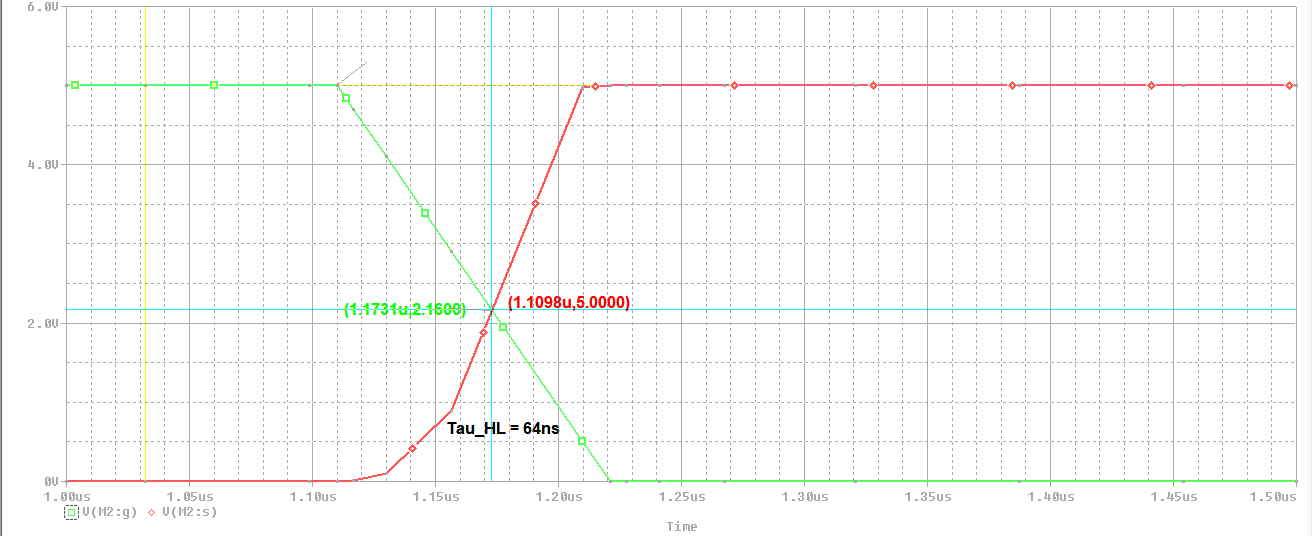 6.0V
4.0V
(1.1731u,2.1600)
(1.1098u,5.0000)
2.0V
Tau_HL = 64ns
0V
1.00us 1.05us 1.10us 1.15us 1.20us 1.25us 1.30us 1.35us 1.40us 1.45us 1.50us
V(M2:g) V(M2:s)
Time